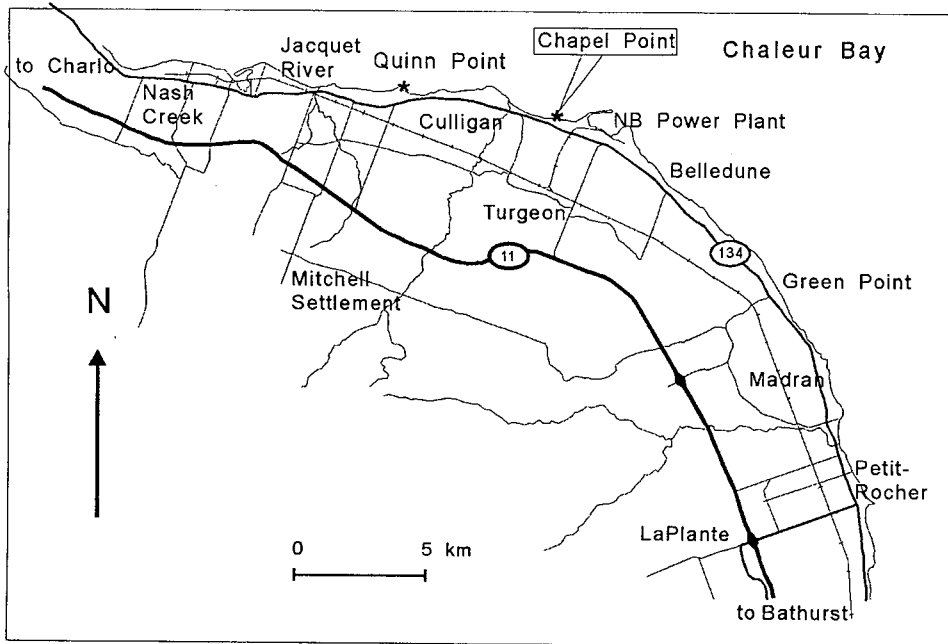 Chaleur Bay
Chapel Point
Jacquet
River
Quinn Point
to Charlo
Nash
Creek
Culligan
NB Power Plant
Belledune
Turgeon
11
134
Mitchell
Settlement
Green Point
N
Madran
Petit-
Rocher
LaPlante
0 5 km
to Bathurst